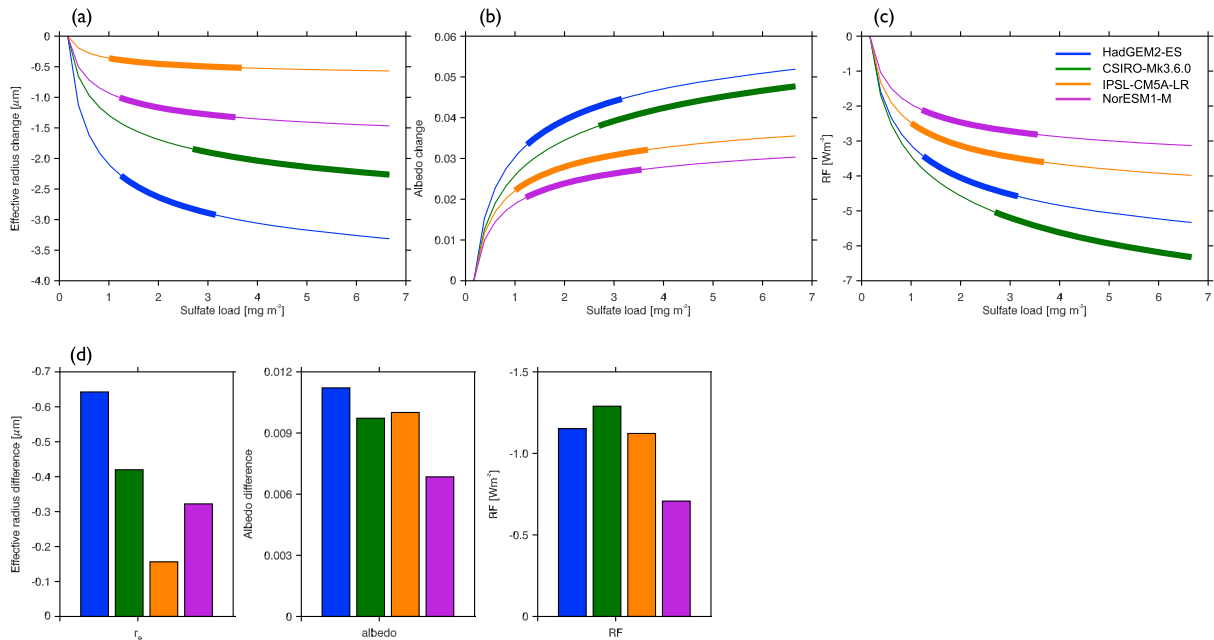 (a)
Effective radius change [μm]
0
-0.5
-1.0
-1.5
-2.0
-2.5
-3.0
-3.5
-4.0
0 1 2 3 4 5 6 7
Sulfate load [mg m⁻²]
(b)
Albedo change
0.06
0.05
0.04
0.03
0.02
0.01
0
0 1 2 3 4 5 6 7
Sulfate load [mg m⁻²]
(c)
RF [Wm⁻²]
0
-1
-2
-3
-4
-5
-6
-7
0 1 2 3 4 5 6 7
Sulfate load [mg m⁻²]
HadGEM2-ES
CSIRO-Mk3.6.0
IPSL-CM5A-LR
NorESM1-M
(d)
Effective radius difference [μm]
-0.7
-0.6
-0.5
-0.4
-0.3
-0.2
-0.1
0
rₑ
Albedo difference
0.012
0.009
0.006
0.003
0
albedo
RF [Wm⁻²]
-1.5
-1.0
-0.5
0
RF